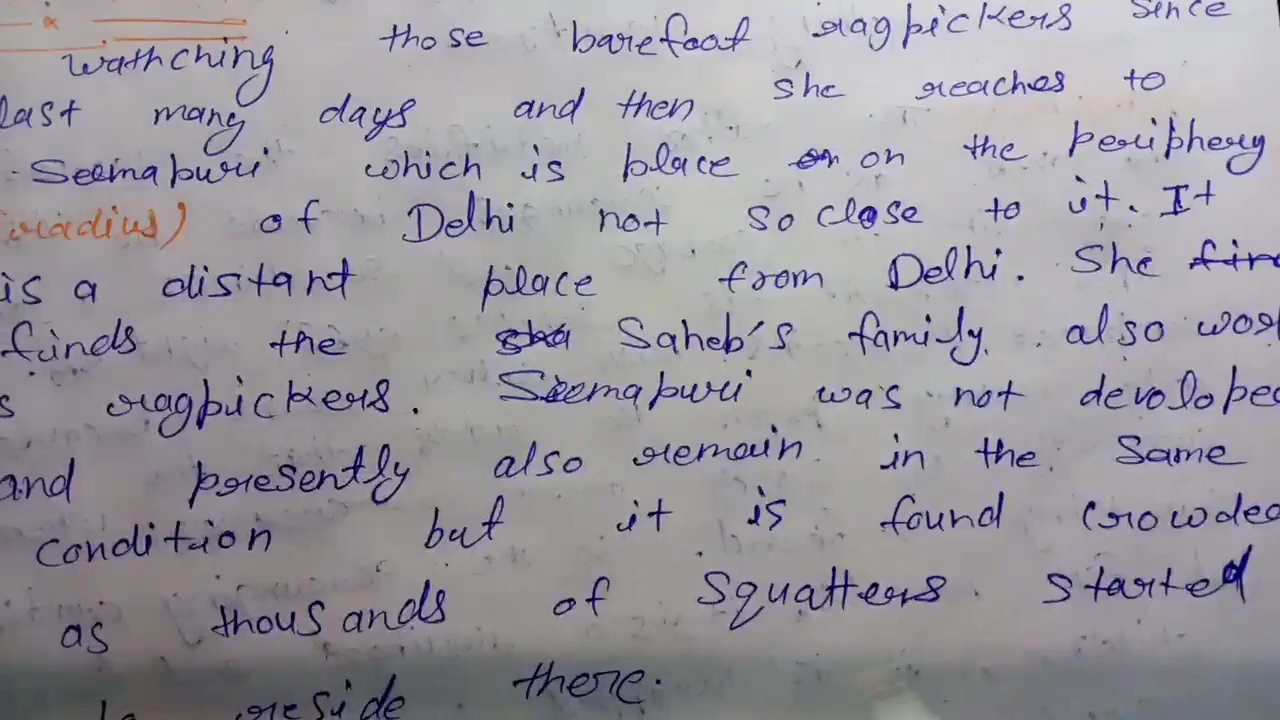 wathching those barefoot ragpickers since
last many days and then she reaches to
Seemapuri which is place on the periphery
(radius) of Delhi not so close to it. It
is a distant place from Delhi. She
finds the Saheb's family also
ragpickers. Seemapuri was not
and presently also remain in the same
condition but it is found crowded
as thousands of squatters started
reside there.